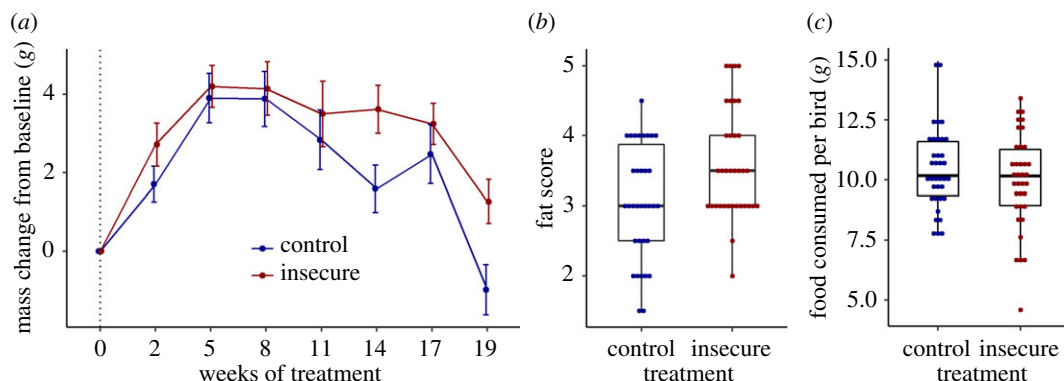 (a)
mass change from baseline (g)
4
2
0
control
insecure
0 2 5 8 11 14 17 19
weeks of treatment
(b)
fat score
5
4
3
2
control insecure
treatment
(c)
food consumed per bird (g)
15.0
12.5
10.0
7.5
5.0
control insecure
treatment